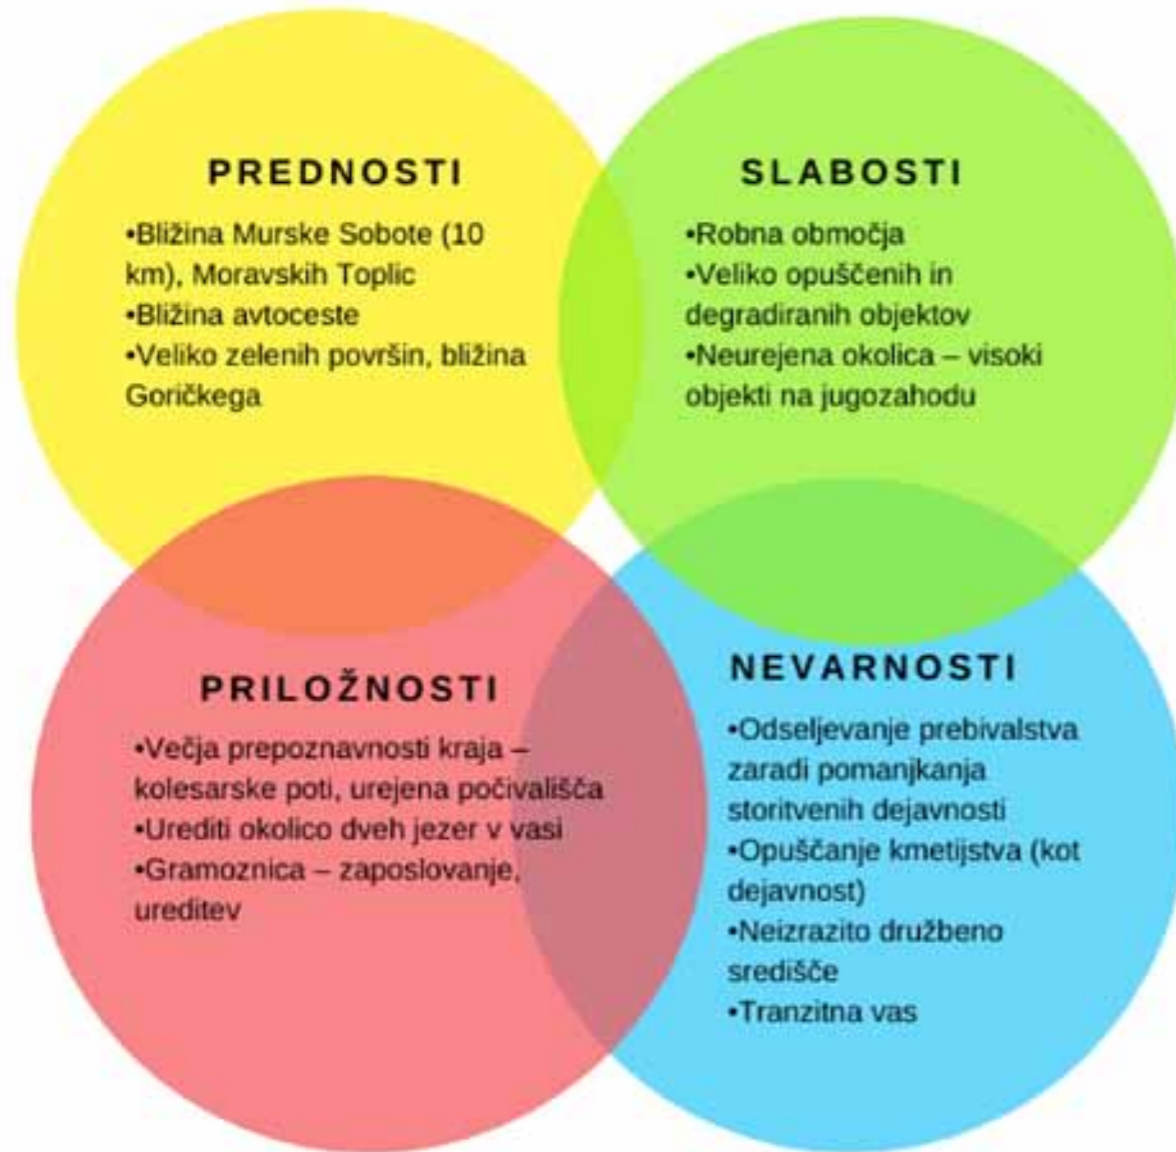 PREDNOSTI
•Bližina Murske Sobote (10
km), Moravskih Toplic
•Bližina avtoceste
•Veliko zelenih površin, bližina
Goričkega
SLABOSTI
•Robna območja
•Veliko opuščenih in
degradiranih objektov
•Neurejena okolica – visoki
objekti na jugozahodu
PRILOŽNOSTI
•Večja prepoznavnosti kraja –
kolesarske poti, urejena počivališča
•Urediti okolico dveh jezer v vasi
•Gramoznica – zaposlovanje,
ureditev
NEVARNOSTI
•Odseljevanje prebivalstva
zaradi pomanjkanja
storitvenih dejavnosti
•Opuščanje kmetijstva (kot
dejavnost)
•Neizrazito družbeno
središče
•Tranzitna vas